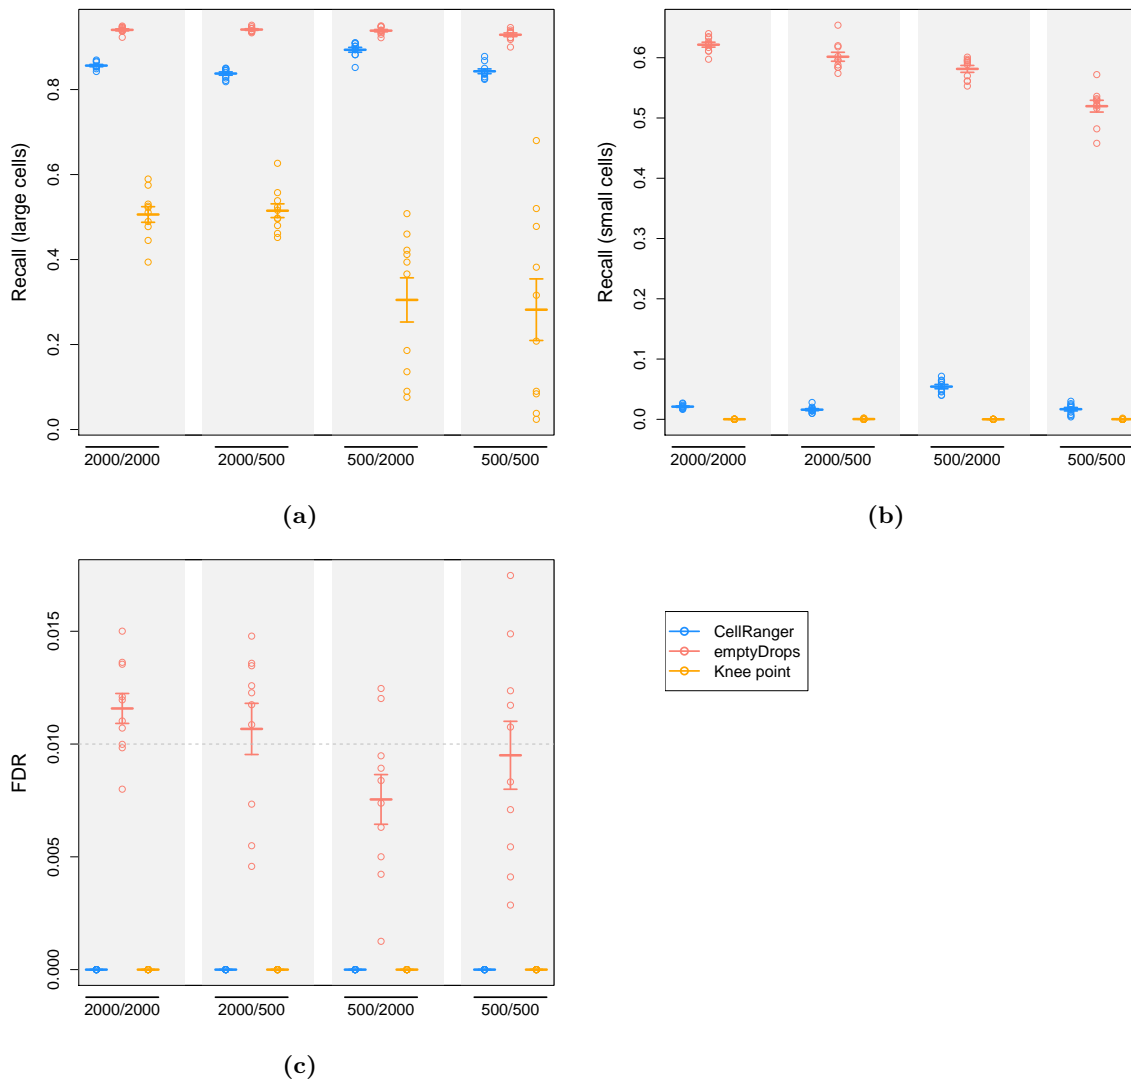 Recall (large cells)
0.8
0.6
0.4
0.2
0.0
2000/2000 2000/500 500/2000 500/500
(a)
Recall (small cells)
0.6
0.5
0.4
0.3
0.2
0.1
0.0
2000/2000 2000/500 500/2000 500/500
(b)
FDR
0.015
0.010
0.005
0.000
2000/2000 2000/500 500/2000 500/500
(c)
CellRanger
emptyDrops
Knee point